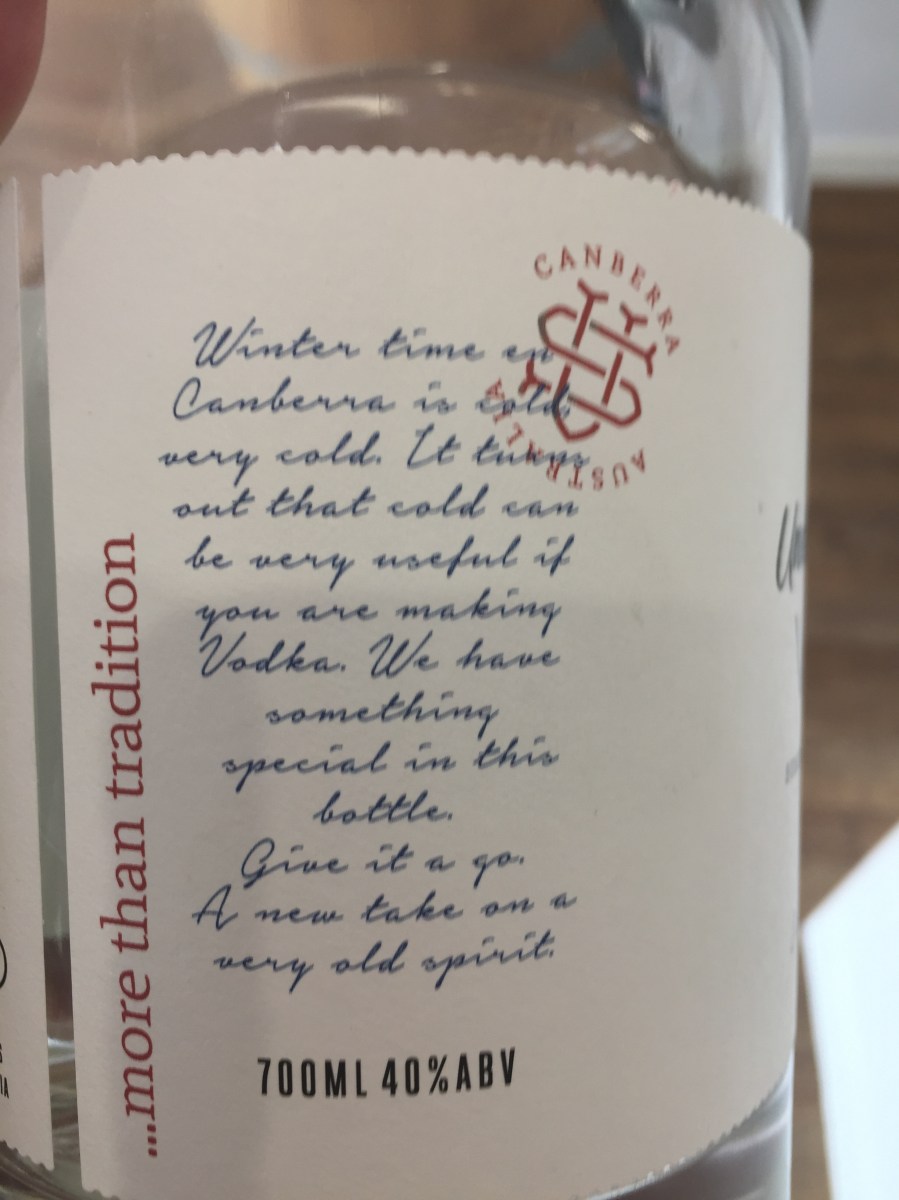 CANBERRA
AUSTRALIA
Winter time en
Canberra is cold,
very cold. It turns
out that cold can
be very useful if
you are making
Vodka. We have
something
special in this
bottle.
Give it a go.
A new take on a
very old spirit.
700ML 40%ABV
...more than tradition